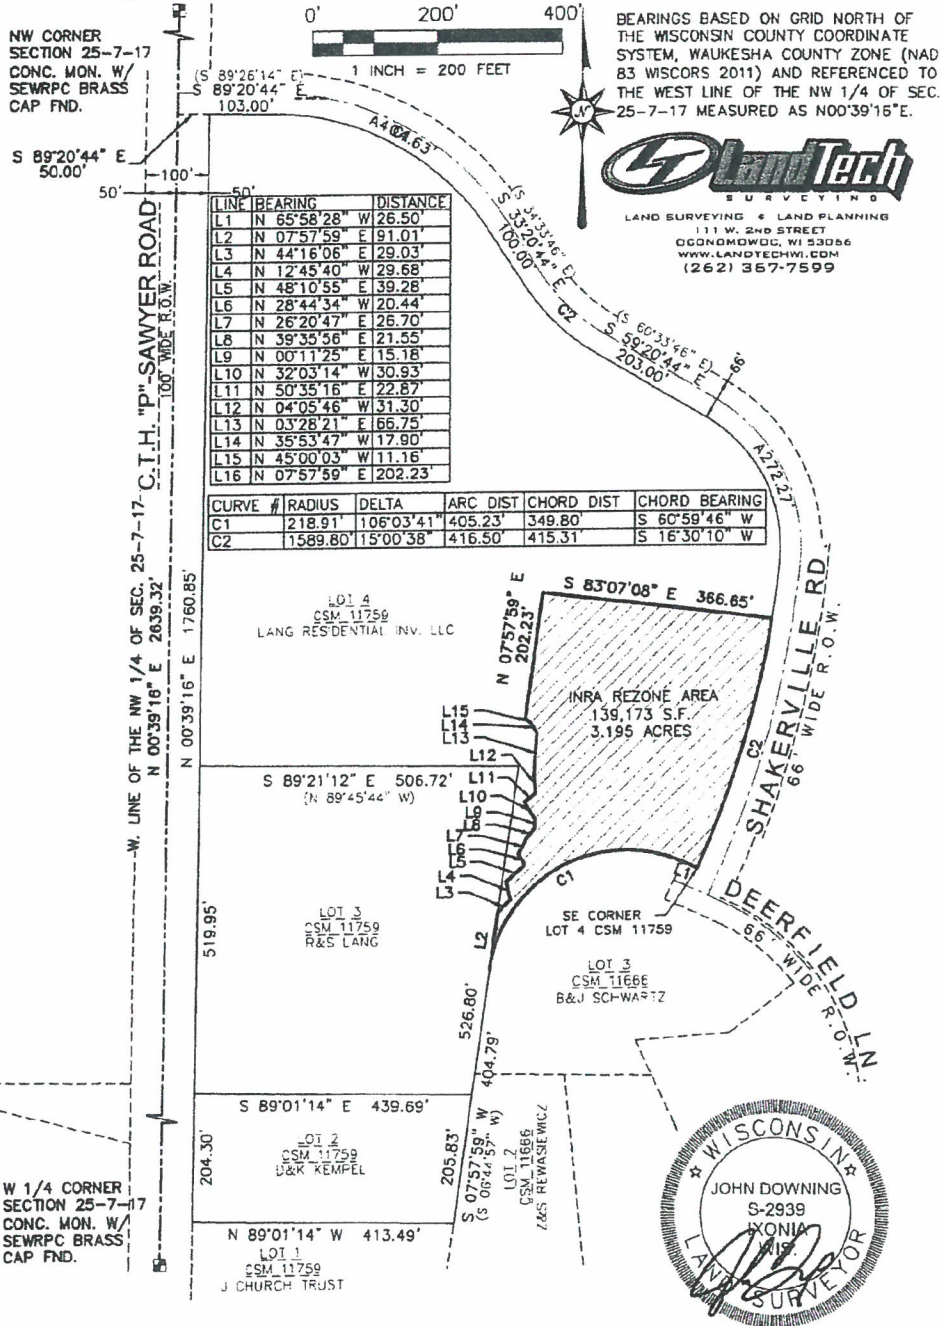 NW CORNER
SECTION 25-7-17
CONC. MON. W/
SEWRPC BRASS
CAP FND.
0' 200' 400'
1 INCH = 200 FEET
BEARINGS BASED ON GRID NORTH OF
THE WISCONSIN COUNTY COORDINATE
SYSTEM, WAUKESHA COUNTY ZONE (NAD
83 WISCORS 2011) AND REFERENCED TO
THE WEST LINE OF THE NW 1/4 OF SEC.
25-7-17 MEASURED AS N00°39'16"E.
N
LT LandTech
SURVEYING
LAND SURVEYING & LAND PLANNING
111 W. 2ND STREET
OCONOMOWOC, WI 53066
WWW.LANDTECHWI.COM
(262) 367-7599
(S 89°26'14" E)
S 89°20'44" E
103.00'
S 89°20'44" E
50.00'
100'
50' 50'
(S 34°33'46" E)
S 33°20'44" E
100.00'
C2
(S 60°33'46" E)
S 59°20'44" E
203.00'
66'
A272.27'
LINE BEARING DISTANCE
L1 N 65°58'28" W 26.50'
L2 N 07°57'59" E 91.01'
L3 N 44°16'06" E 29.03'
L4 N 12°45'40" W 29.68'
L5 N 48°10'55" E 39.28'
L6 N 28°44'34" W 20.44'
L7 N 26°20'47" E 26.70'
L8 N 39°35'56" E 21.55'
L9 N 00°11'25" E 15.18'
L10 N 32°03'14" W 30.93'
L11 N 50°35'16" E 22.87'
L12 N 04°05'46" W 31.30'
L13 N 03°28'21" E 66.75'
L14 N 35°53'47" W 17.90'
L15 N 45°00'03" W 11.16'
L16 N 07°57'59" E 202.23'
CURVE # RADIUS DELTA ARC DIST CHORD DIST CHORD BEARING
C1 218.91' 106°03'41" 405.23' 349.80' S 60°59'46" W
C2 1589.80' 15°00'38" 416.50' 415.31' S 16°30'10" W
C.T.H. "P"-SAWYER ROAD
100' WIDE R.O.W.
W. LINE OF THE NW 1/4 OF SEC. 25-7-17
N 00°39'16" E 2639.32'
N 00°39'16" E 1760.85'
LOT 4
CSM 11759
LANG RESIDENTIAL INV. LLC
S 83°07'08" E 366.65'
N 07°57'59" E
202.23'
INRA REZONE AREA
139,173 S.F.
3.195 ACRES
C2
SHAKERVILLE RD.
66' WIDE R.O.W.
L15
L14
L13
L12
L11
L10
L9
L8
L7
L6
L5
L4
L3
L2
C1
L1
S 89°21'12" E 506.72'
(N 89°45'44" W)
LOT 3
CSM 11759
R&S LANG
519.95'
SE CORNER
LOT 4 CSM 11759
DEERFIELD LN
66' WIDE R.O.W.
LOT 3
CSM 11666
B&J SCHWARTZ
526.80'
404.79'
S 89°01'14" E 439.69'
LOT 2
CSM 11759
D&K KEMPEL
204.30'
205.83'
S 07°57'59" W
(S 06°44'57" W)
LOT 2
CSM 11666
Z&S REWASIEWICZ
N 89°01'14" W 413.49'
LOT 1
CSM 11759
J CHURCH TRUST
W 1/4 CORNER
SECTION 25-7-17
CONC. MON. W/
SEWRPC BRASS
CAP FND.
WISCONSIN
JOHN DOWNING
S-2939
IXONIA
WIS.
LAND SURVEYOR